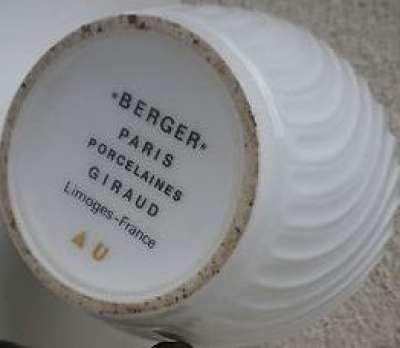 "BERGER"
PARIS
PORCELAINES
GIRAUD
Limoges-France
AU